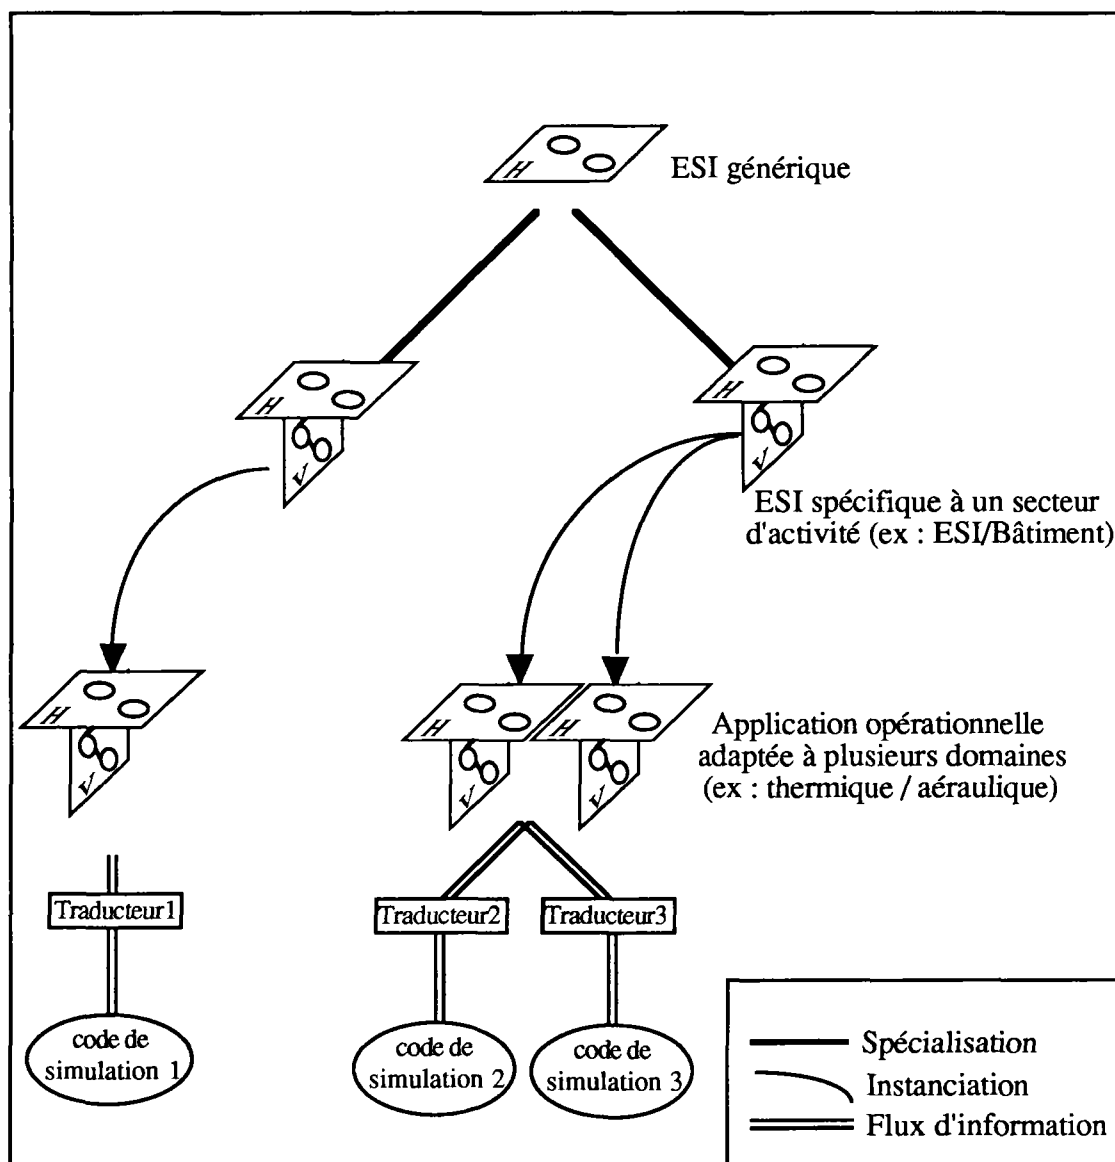 H
ESI générique
H
V
H
V
ESI spécifique à un secteur
d'activité (ex : ESI/Bâtiment)
H
V
H
V
H
V
Application opérationnelle
adaptée à plusieurs domaines
(ex : thermique / aéraulique)
Traducteur1
Traducteur2
Traducteur3
code de
simulation 1
code de
simulation 2
code de
simulation 3
Spécialisation
Instanciation
Flux d'information